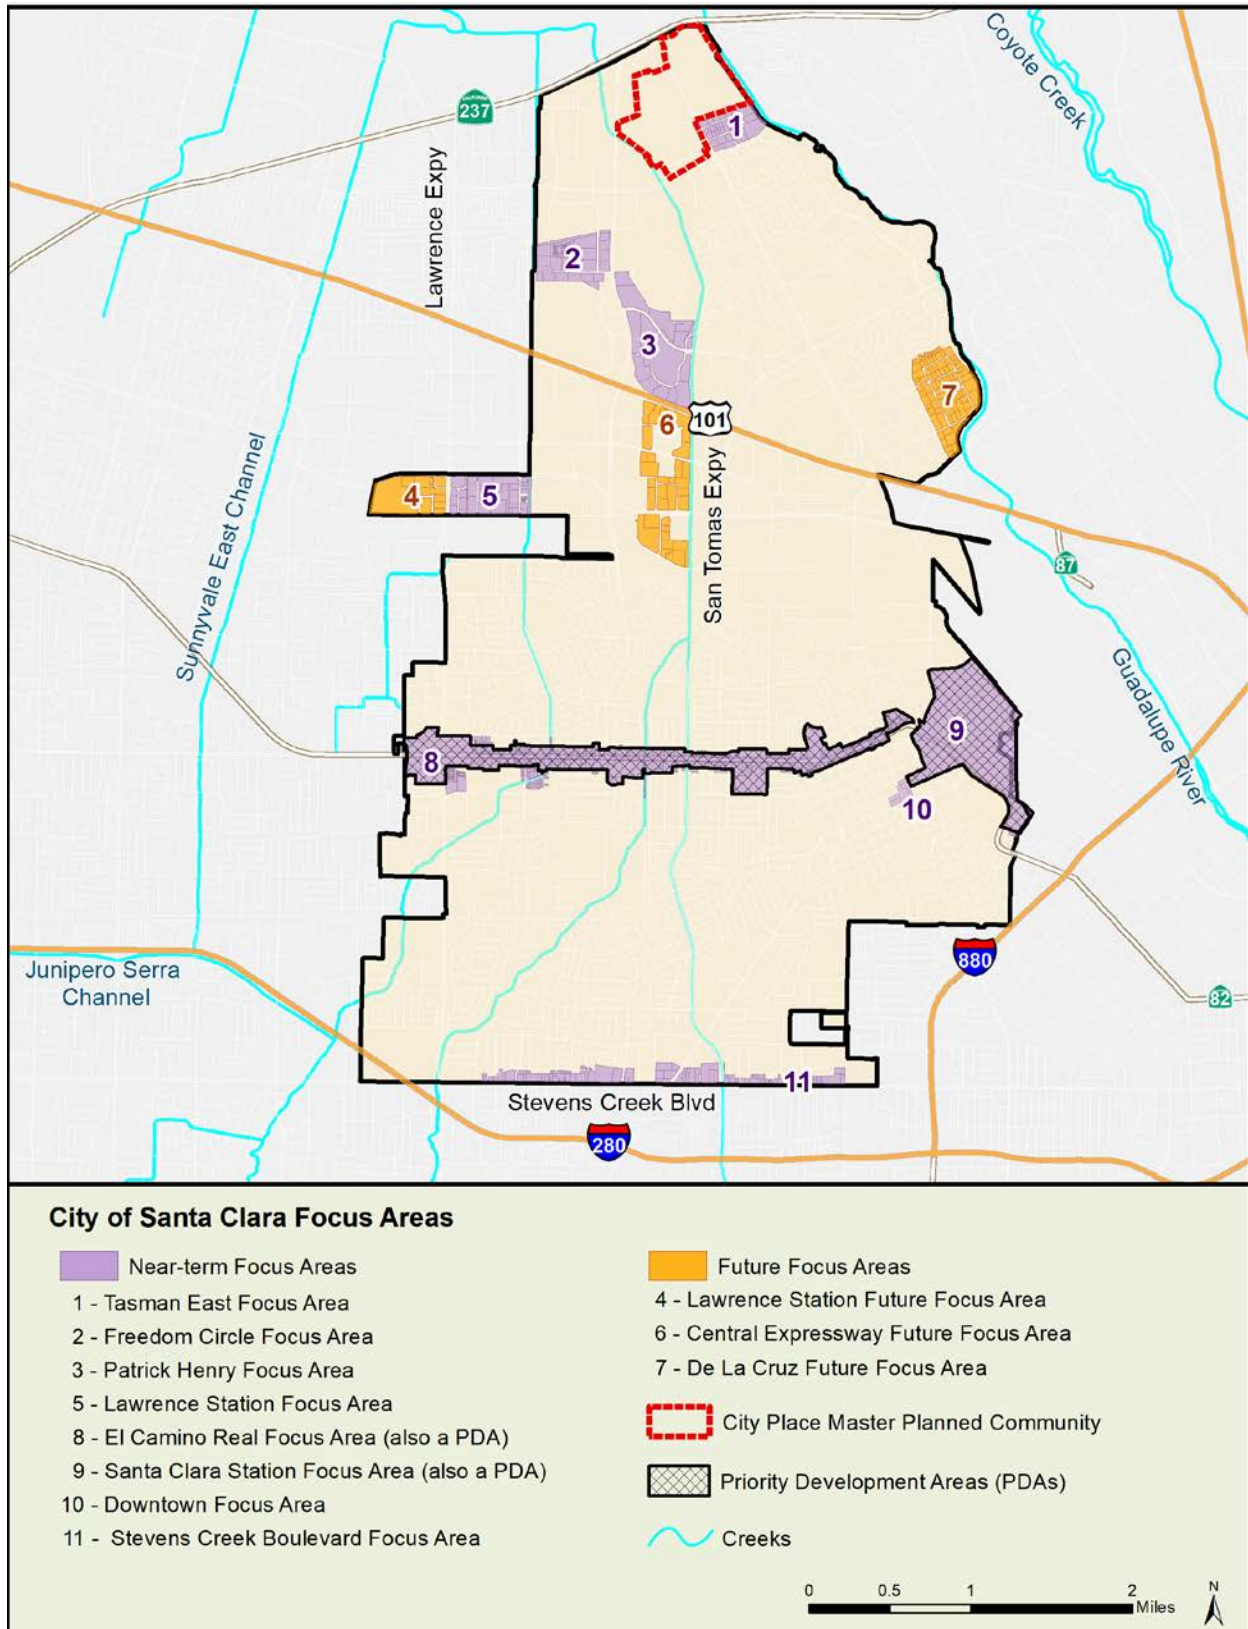 Coyote Creek
CALIFORNIA
237
Lawrence Expy
1
2
3
7
6
101
4
5
San Tomas Expy
Sunnyvale East Channel
87
Guadalupe River
9
8
10
Junipero Serra
Channel
880
82
11
Stevens Creek Blvd
280
City of Santa Clara Focus Areas
Near-term Focus Areas
1 - Tasman East Focus Area
2 - Freedom Circle Focus Area
3 - Patrick Henry Focus Area
5 - Lawrence Station Focus Area
8 - El Camino Real Focus Area (also a PDA)
9 - Santa Clara Station Focus Area (also a PDA)
10 - Downtown Focus Area
11 - Stevens Creek Boulevard Focus Area
Future Focus Areas
4 - Lawrence Station Future Focus Area
6 - Central Expressway Future Focus Area
7 - De La Cruz Future Focus Area
City Place Master Planned Community
Priority Development Areas (PDAs)
Creeks
0 0.5 1 2
Miles
N